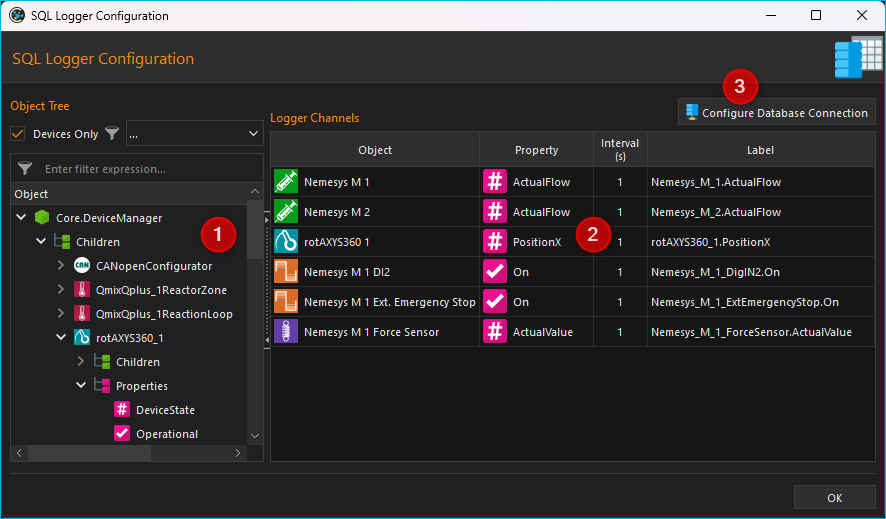 SQL Logger Configuration
SQL Logger Configuration
Object Tree
Devices Only
...
Enter filter expression...
Object
Core.DeviceManager
Children
1
CAN
CANopenConfigurator
QmixQplus_1ReactorZone
QmixQplus_1ReactionLoop
rotAXYS360_1
Children
Properties
# DeviceState
Operational
Logger Channels
3
Configure Database Connection
Object Property Interval (s) Label
Nemesys M 1 # ActualFlow 1 Nemesys_M_1.ActualFlow
Nemesys M 2 # ActualFlow 1 Nemesys_M_2.ActualFlow
rotAXYS360 1 # PositionX 2 1 rotAXYS360_1.PositionX
Nemesys M 1 DI2 On 1 Nemesys_M_1_DigIN2.On
Nemesys M 1 Ext. Emergency Stop On 1 Nemesys_M_1_ExtEmergencyStop.On
Nemesys M 1 Force Sensor # ActualValue 1 Nemesys_M_1_ForceSensor.ActualValue
OK